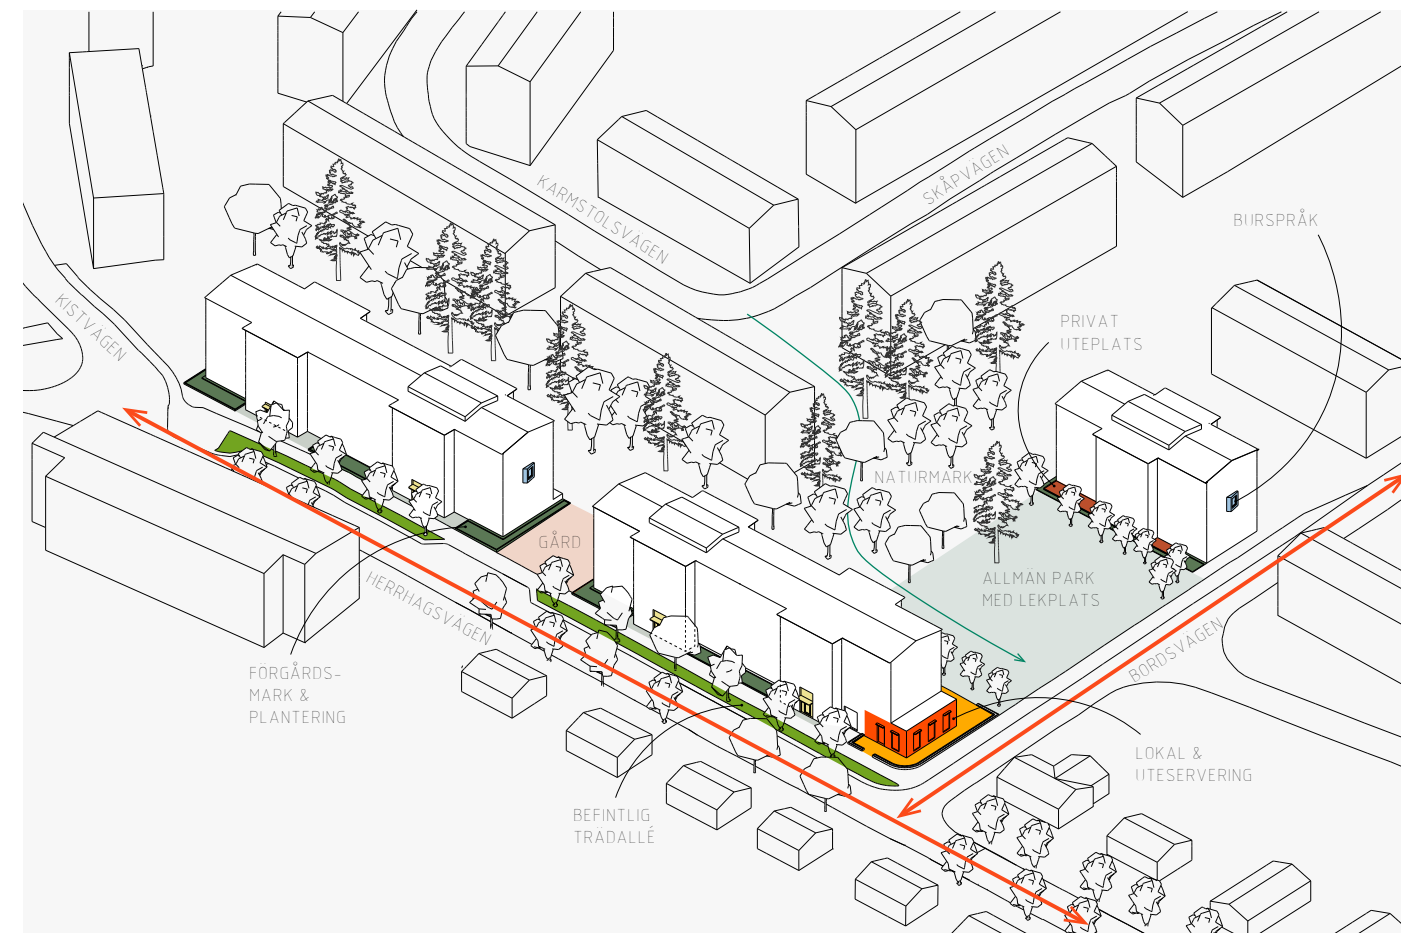 KARMSTOLSVÄGEN
SKÅPVÄGEN
BURSPRÅK
KISTVÄGEN
PRIVAT
UTEPLATS
NATURMARK
GÅRD
HERRHAGSVÄGEN
ALLMÄN PARK
MED LEKPLATS
BORDSVÄGEN
FÖRGÅRDS-
MARK &
PLANTERING
LOKAL &
UTESERVERING
BEFINTLIG
TRÄDALLÉ